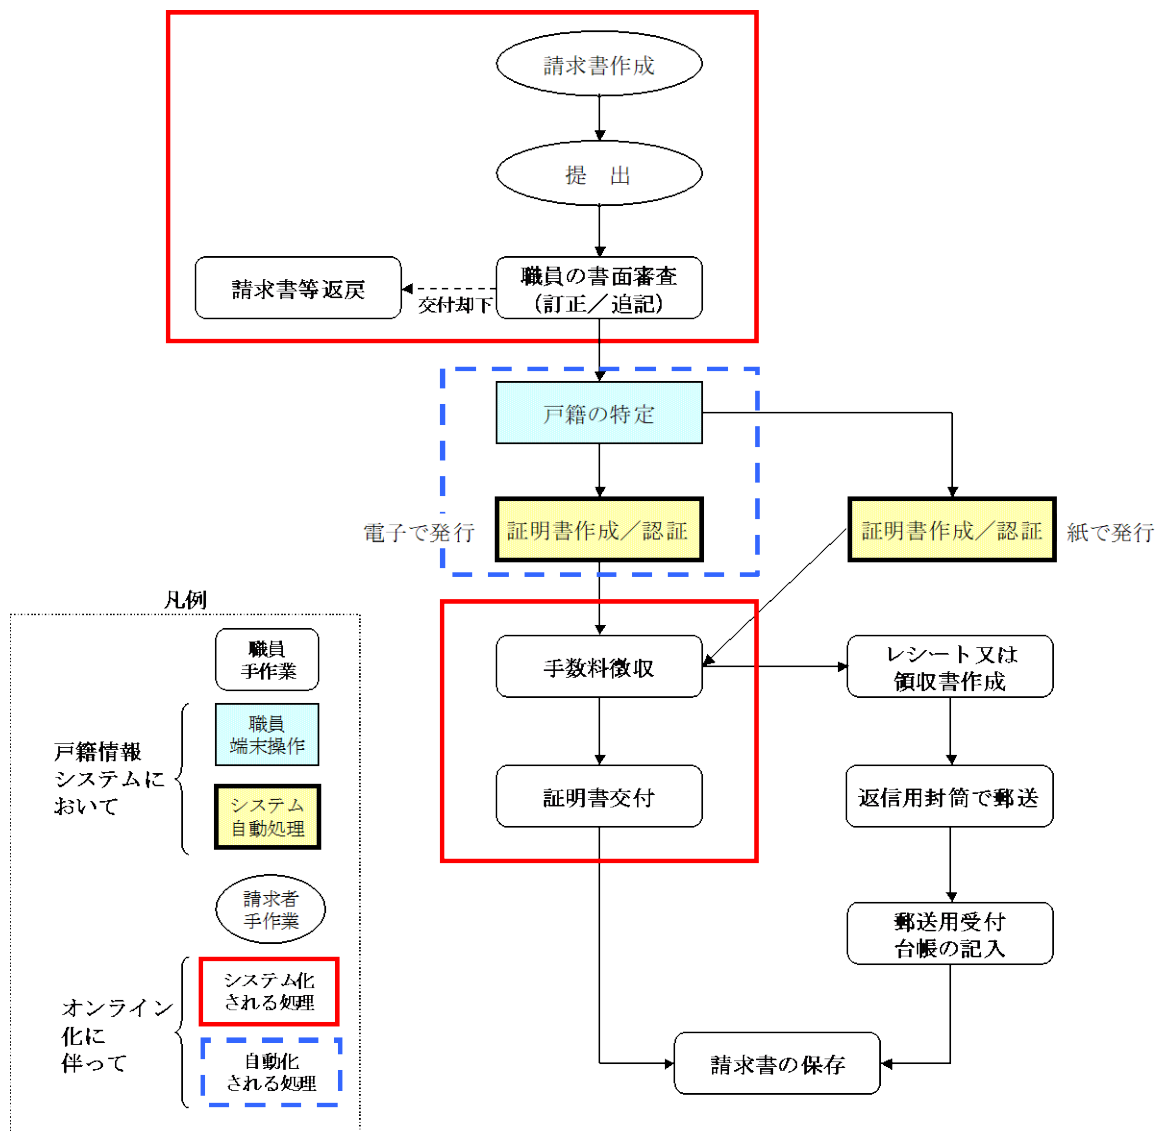 請求書作成
提　出
職員の書面審査
（訂正／追記）
請求書等返戻
交付却下
戸籍の特定
電子で発行
証明書作成／認証
証明書作成／認証
紙で発行
手数料徴収
レシート又は
領収書作成
証明書交付
返信用封筒で郵送
郵送用受付
台帳の記入
請求書の保存
凡例
職員
手作業
戸籍情報
システムに
おいて
職員
端末操作
システム
自動処理
請求者
手作業
オンライン
化に
伴って
システム化
される処理
自動化
される処理